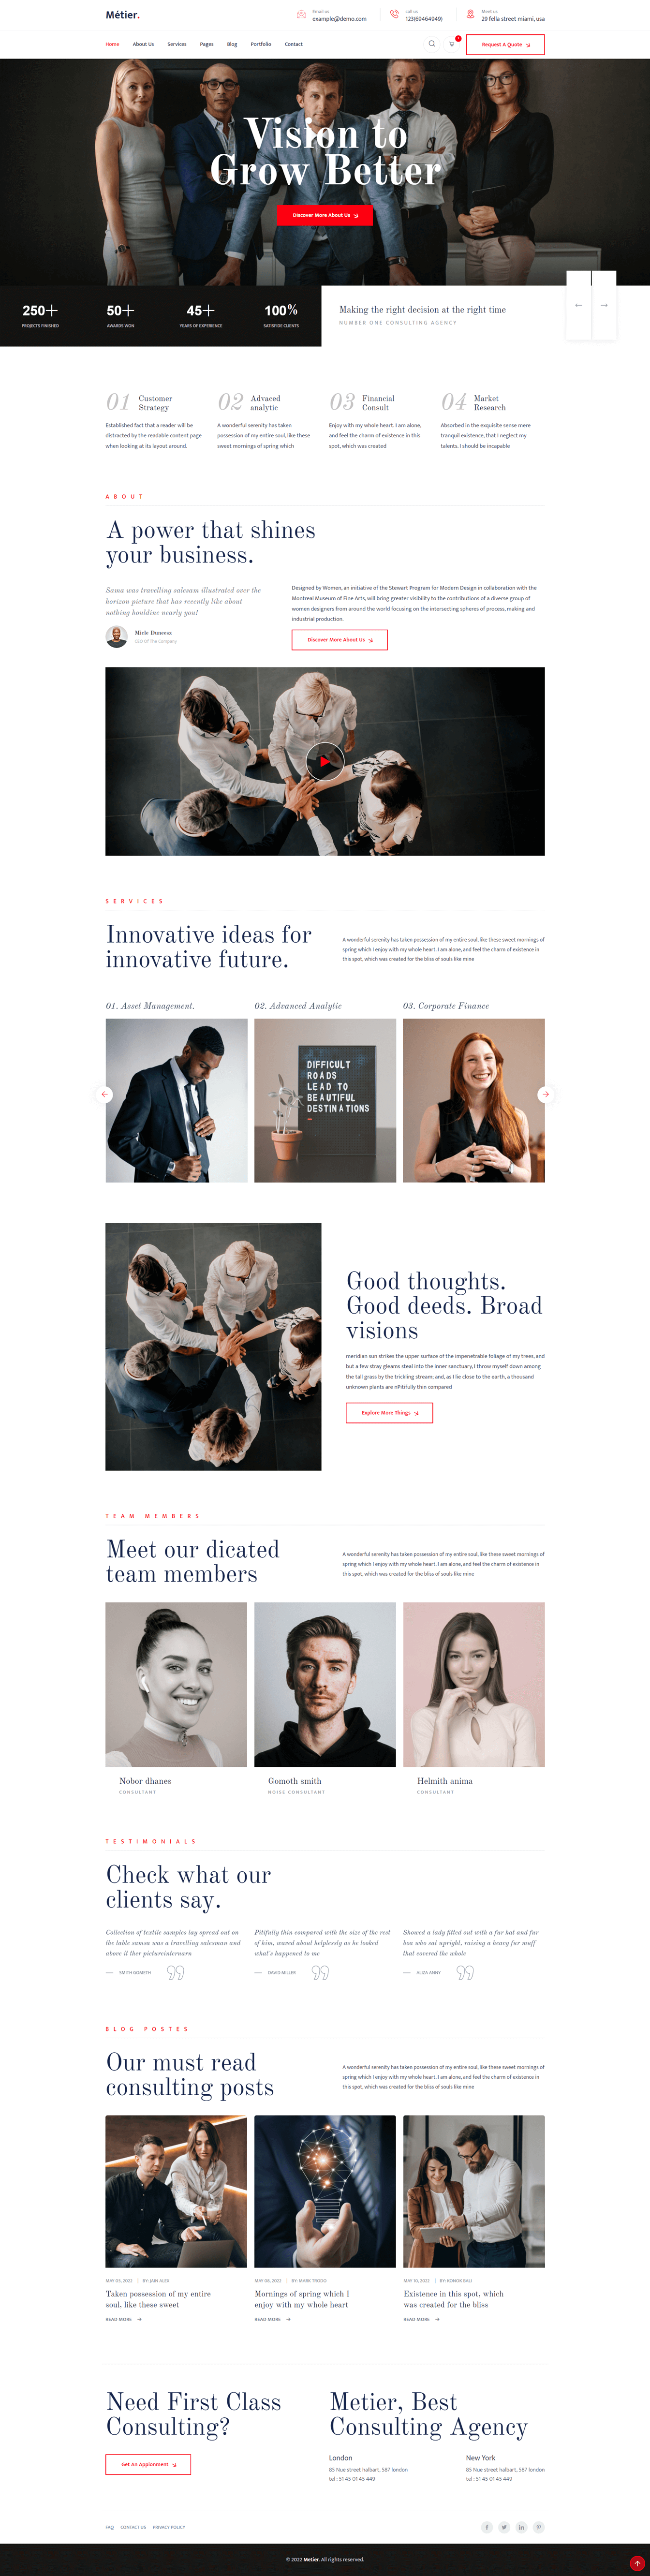 Métier.
Email us
example@demo.com
call us
123(69464949)
Meet us
29 fella street miami, usa
Home
About Us
Services
Pages
Blog
Portfolio
Contact
Request A Quote
Vision to
Grow Better
Discover More About Us
250+
PROJECTS FINISHED
50+
AWARDS WON
45+
YEARS OF EXPERIENCE
100%
SATISFIDE CLIENTS
Making the right decision at the right time
NUMBER ONE CONSULTING AGENCY
01
Customer
Strategy
Established fact that a reader will be
distracted by the readable content page
when looking at its layout around.
02
Advaced
analytic
A wonderful serenity has taken
possession of my entire soul, like these
sweet mornings of spring which
03
Financial
Consult
Enjoy with my whole heart. I am alone,
and feel the charm of existence in this
spot, which was created
04
Market
Research
Absorbed in the exquisite sense mere
tranquil existence, that I neglect my
talents. I should be incapable
ABOUT
A power that shines
your business.
Sama was travelling salesam illustrated over the
horizon picture that has recently like about
nothing houldinu nearly you!
Micle Duneesz
CEO Of The Company
Designed by Women, an initiative of the Stewart Program for Modern Design in collaboration with the
Montreal Museum of Fine Arts, will bring greater visibility to the contributions of a diverse group of
women designers from around the world focusing on the intersecting spheres of process, making and
industrial production.
Discover More About Us
SERVICES
Innovative ideas for
innovative future.
A wonderful serenity has taken possession of my entire soul, like these sweet mornings of
spring which I enjoy with my whole heart. I am alone, and feel the charm of existence in
this spot, which was created for the bliss of souls like mine
01. Asset Management.
02. Advanced Analytic
03. Corporate Finance
DIFFICULT
ROADS
LEAD TO
BEAUTIFUL
DESTINATIONS
Good thoughts.
Good deeds. Broad
visions
meridian sun strikes the upper surface of the impenetrable foliage of my trees, and
but a few stray gleams steal into the inner sanctuary, I throw myself down among
the tall grass by the trickling stream; and, as I lie close to the earth, a thousand
unknown plants are nPitifully thin compared
Explore More Things
TEAM MEMBERS
Meet our dicated
team members
A wonderful serenity has taken possession of my entire soul, like these sweet mornings of
spring which I enjoy with my whole heart. I am alone, and feel the charm of existence in
this spot, which was created for the bliss of souls like mine
Nobor dhanes
CONSULTANT
Gomoth smith
NOISE CONSULTANT
Helmith anima
CONSULTANT
TESTIMONIALS
Check what our
clients say.
Collection of textile samples lay spread out on
the table samsa was a travelling salesman and
above it ther pictureinternarn
SMITH GISMITH
Pitifully thin compared with the size of the rest
of him, waved about helplessly as he looked
what's happened to me
DAVID MILLER
Showed a lady fitted out with a fur hat and fur
boa who sat upright, raising a heavy fur muff
that covered the whole
ALIZA ANNY
BLOG POSTES
Our must read
consulting posts
A wonderful serenity has taken possession of my entire soul, like these sweet mornings of
spring which I enjoy with my whole heart. I am alone, and feel the charm of existence in
this spot, which was created for the bliss of souls like mine
MAY 05, 2022 | BY: JANI ALEX
Taken possession of my entire
soul, like these sweet
READ MORE
MAY 08, 2022 | BY: MARK TRODO
Mornings of spring which I
enjoy with my whole heart
READ MORE
MAY 10, 2022 | BY: KONOK BALI
Existence in this spot, which
was created for the bliss
READ MORE
Need First Class
Consulting?
Get An Appionment
Metier, Best
Consulting Agency
London
85 Nue street halbart, 587 london
tel : 51 45 01 45 449
New York
85 Nue street halbart, 587 london
tel : 51 45 01 45 449
FAQ
CONTACT US
PRIVACY POLICY
© 2022 Metier. All rights reserved.